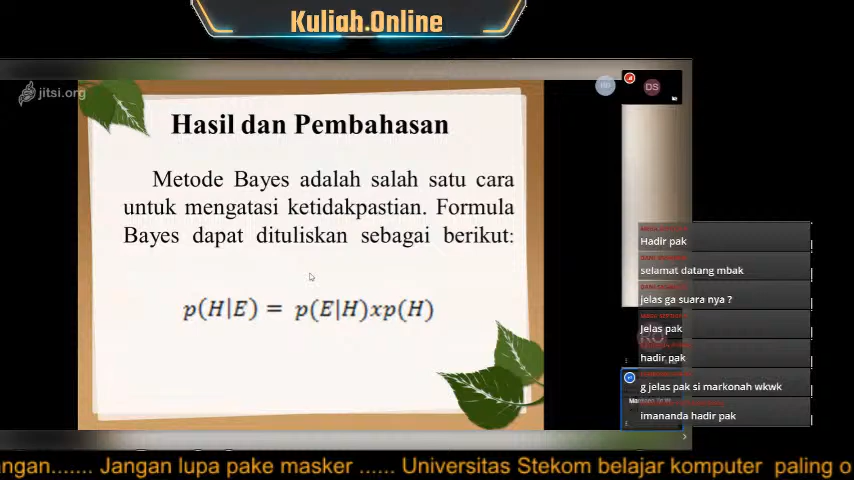 Kuliah.Online
jitsi.org
Hasil dan Pembahasan
Metode Bayes adalah salah satu cara
untuk mengatasi ketidakpastian. Formula
Bayes dapat dituliskan sebagai berikut:
p(H|E) = p(E|H)xp(H)
DS
Hadir pak
selamat datang mbak
jelas ga suara nya ?
Jelas pak
hadir pak
g jelas pak si markonah wkwk
imananda hadir pak
angan....... Jangan lupa pake masker ...... Universitas Stekom belajar komputer paling o